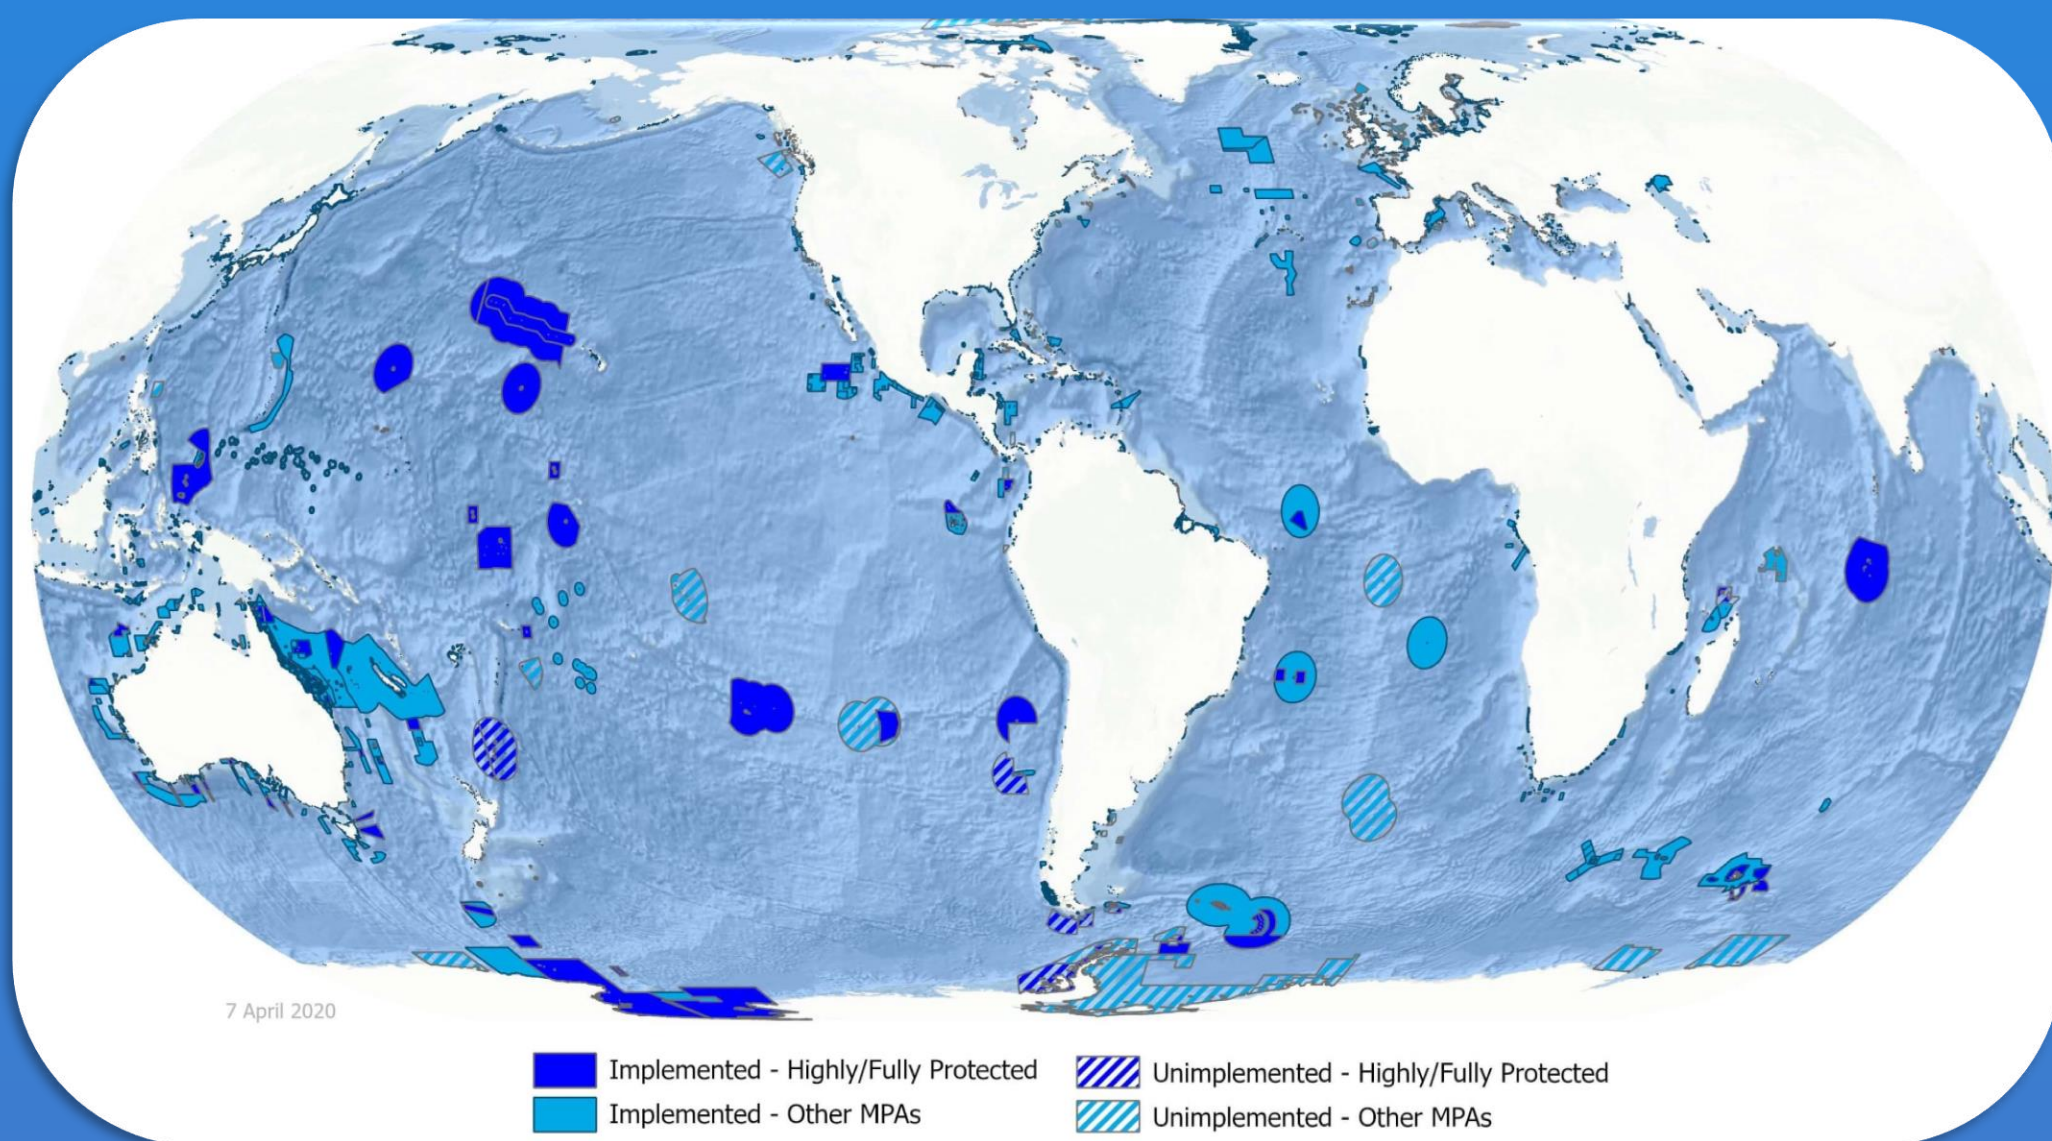 7 April 2020
Implemented - Highly/Fully Protected
Unimplemented - Highly/Fully Protected
Implemented - Other MPAs
Unimplemented - Other MPAs